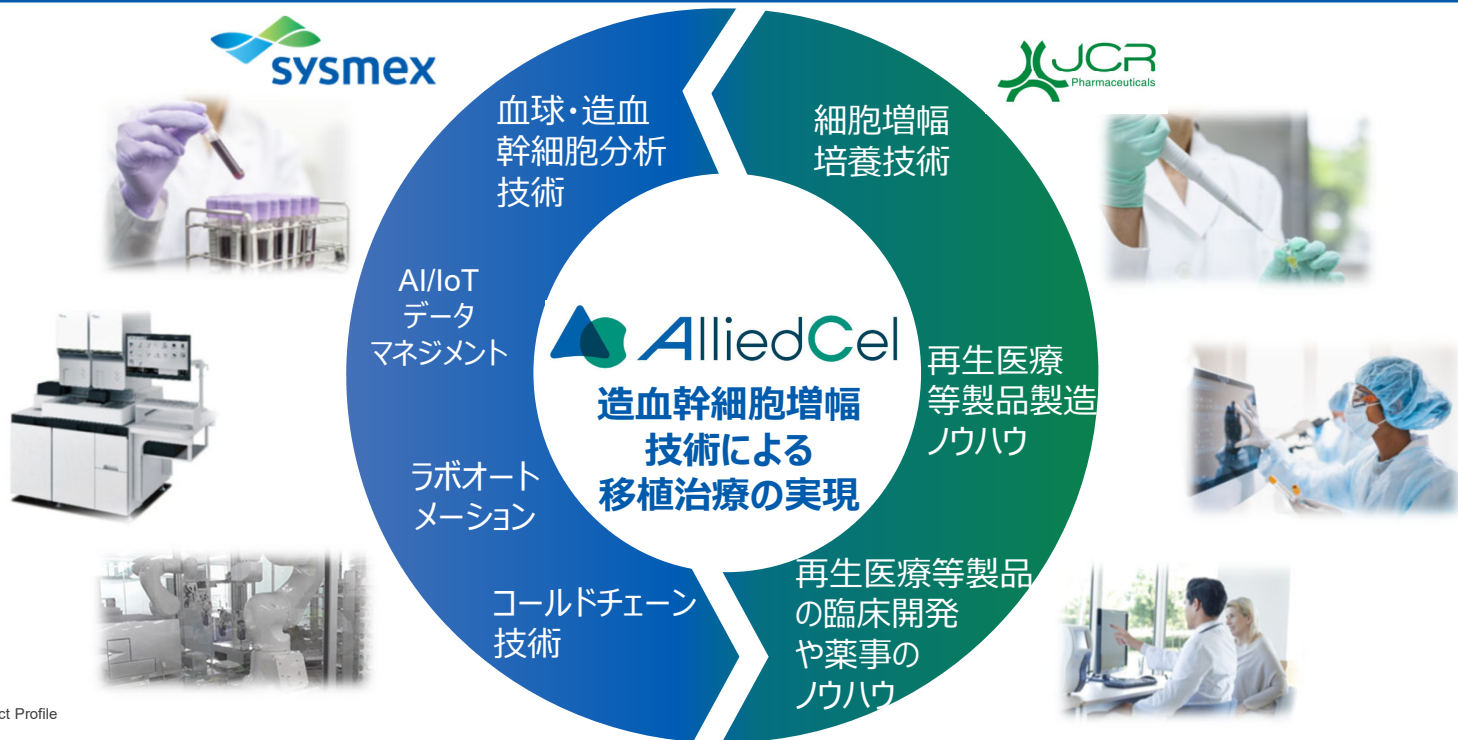 sysmex
血球・造血
幹細胞分析
技術
AI/IoT
データ
マネジメント
ラボオート
メーション
コールドチェーン
技術
JCR
Pharmaceuticals
細胞増幅
培養技術
再生医療
等製品製造
ノウハウ
再生医療等製品
の臨床開発
や薬事の
ノウハウ
AlliedCel
造血幹細胞増幅
技術による
移植治療の実現
ct Profile